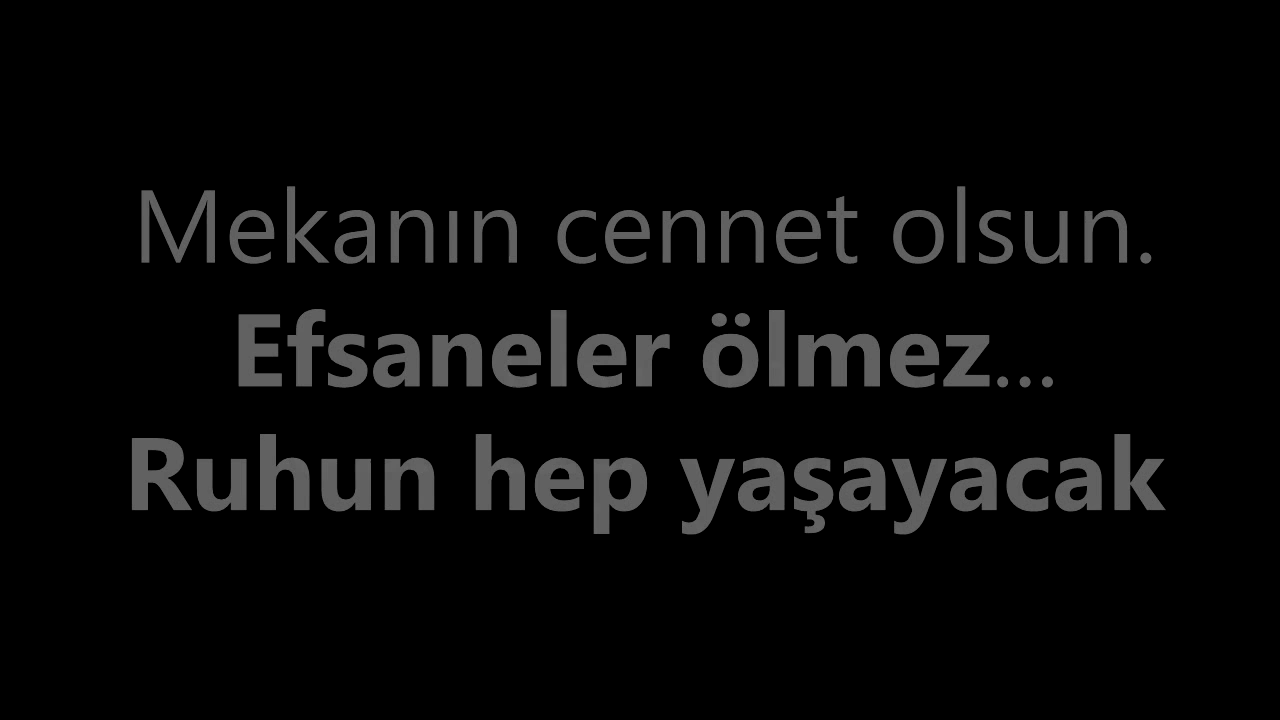 Mekanın cennet olsun.
Efsaneler ölmez...
Ruhun hep yaşayacak